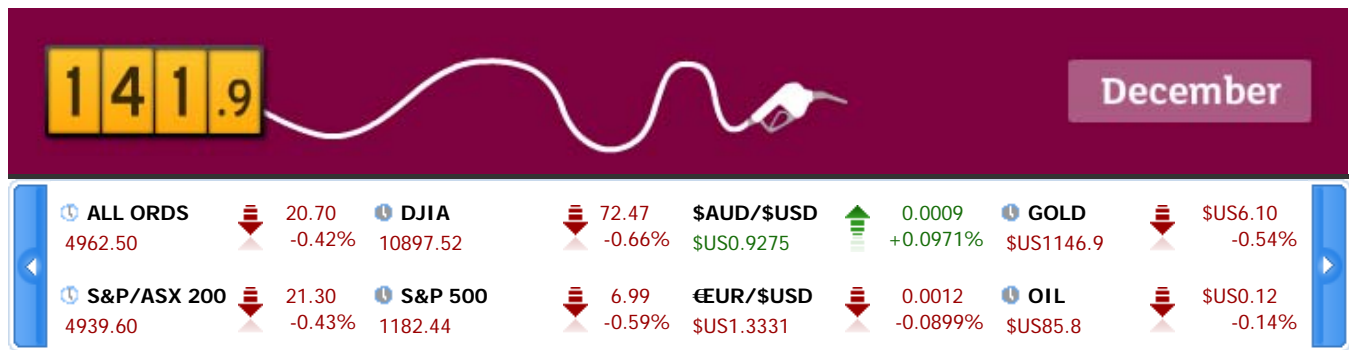 141.9
December
ALL ORDS 20.70 DJIA 72.47 $AUD/$USD 0.0009 GOLD $US6.10
4962.50 -0.42% 10897.52 -0.66% $US0.9275 +0.0971% $US1146.9 -0.54%
S&P/ASX 200 21.30 S&P 500 6.99 €EUR/$USD 0.0012 OIL $US0.12
4939.60 -0.43% 1182.44 -0.59% $US1.3331 -0.0899% $US85.8 -0.14%